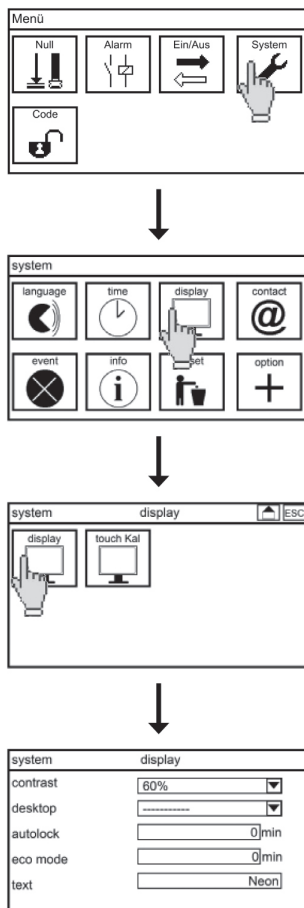 Menü
Null Alarm Ein/Aus System
Code
system
language time display contact
@
event info set option
i
system display ESC
display touch Kal
system display
contrast 60%
desktop -----------
autolock 0 min
eco mode 0 min
text Neon